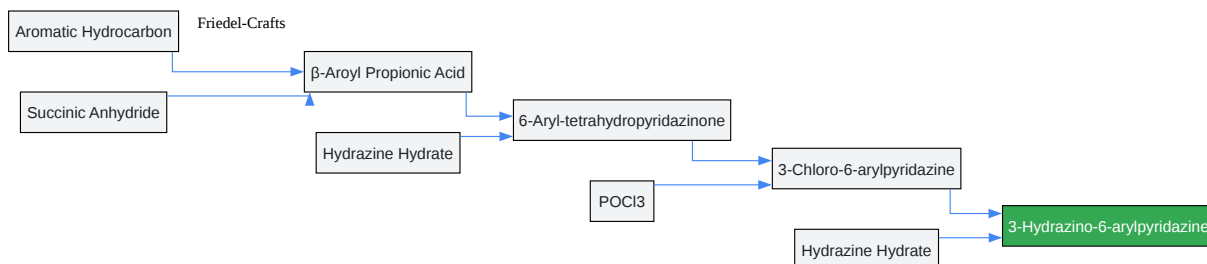 Aromatic Hydrocarbon
Friedel-Crafts
β-Aroyl Propionic Acid
Succinic Anhydride
6-Aryl-tetrahydropyridazinone
Hydrazine Hydrate
3-Chloro-6-arylpyridazine
POCl3
3-Hydrazino-6-arylpyridazine
Hydrazine Hydrate